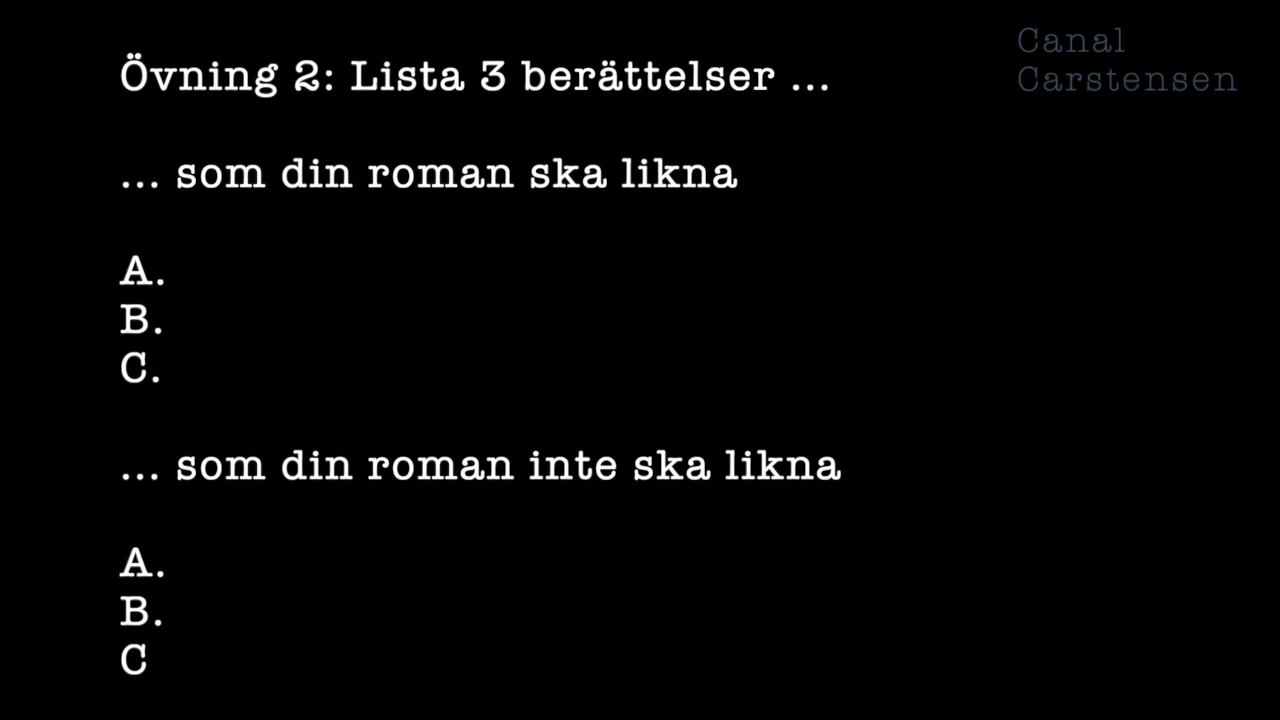 Canal
Carstensen
Övning 2: Lista 3 berättelser ...
... som din roman ska likna
A.
B.
C.
... som din roman inte ska likna
A.
B.
C